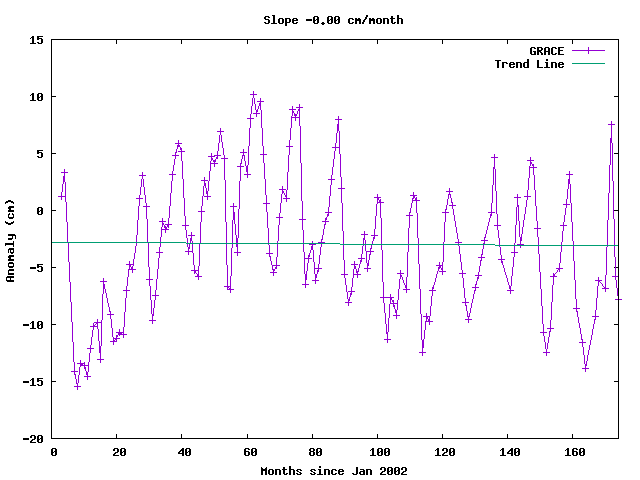 Slope -0.00 cm/month
GRACE
Trend Line
Anomaly (cm)
15
10
5
0
-5
-10
-15
-20
0 20 40 60 80 100 120 140 160
Months since Jan 2002